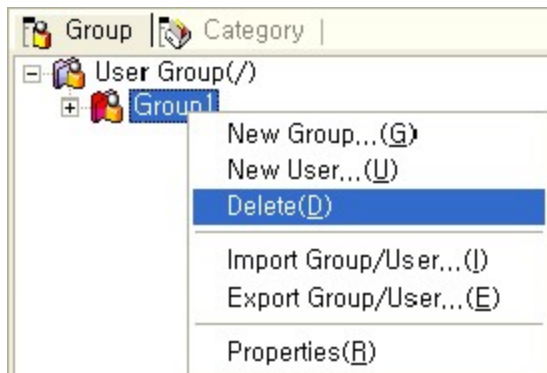 Group Category
User Group(/)
Group1
New Group...(G)
New User...(U)
Delete(D)
Import Group/User...(I)
Export Group/User...(E)
Properties(R)